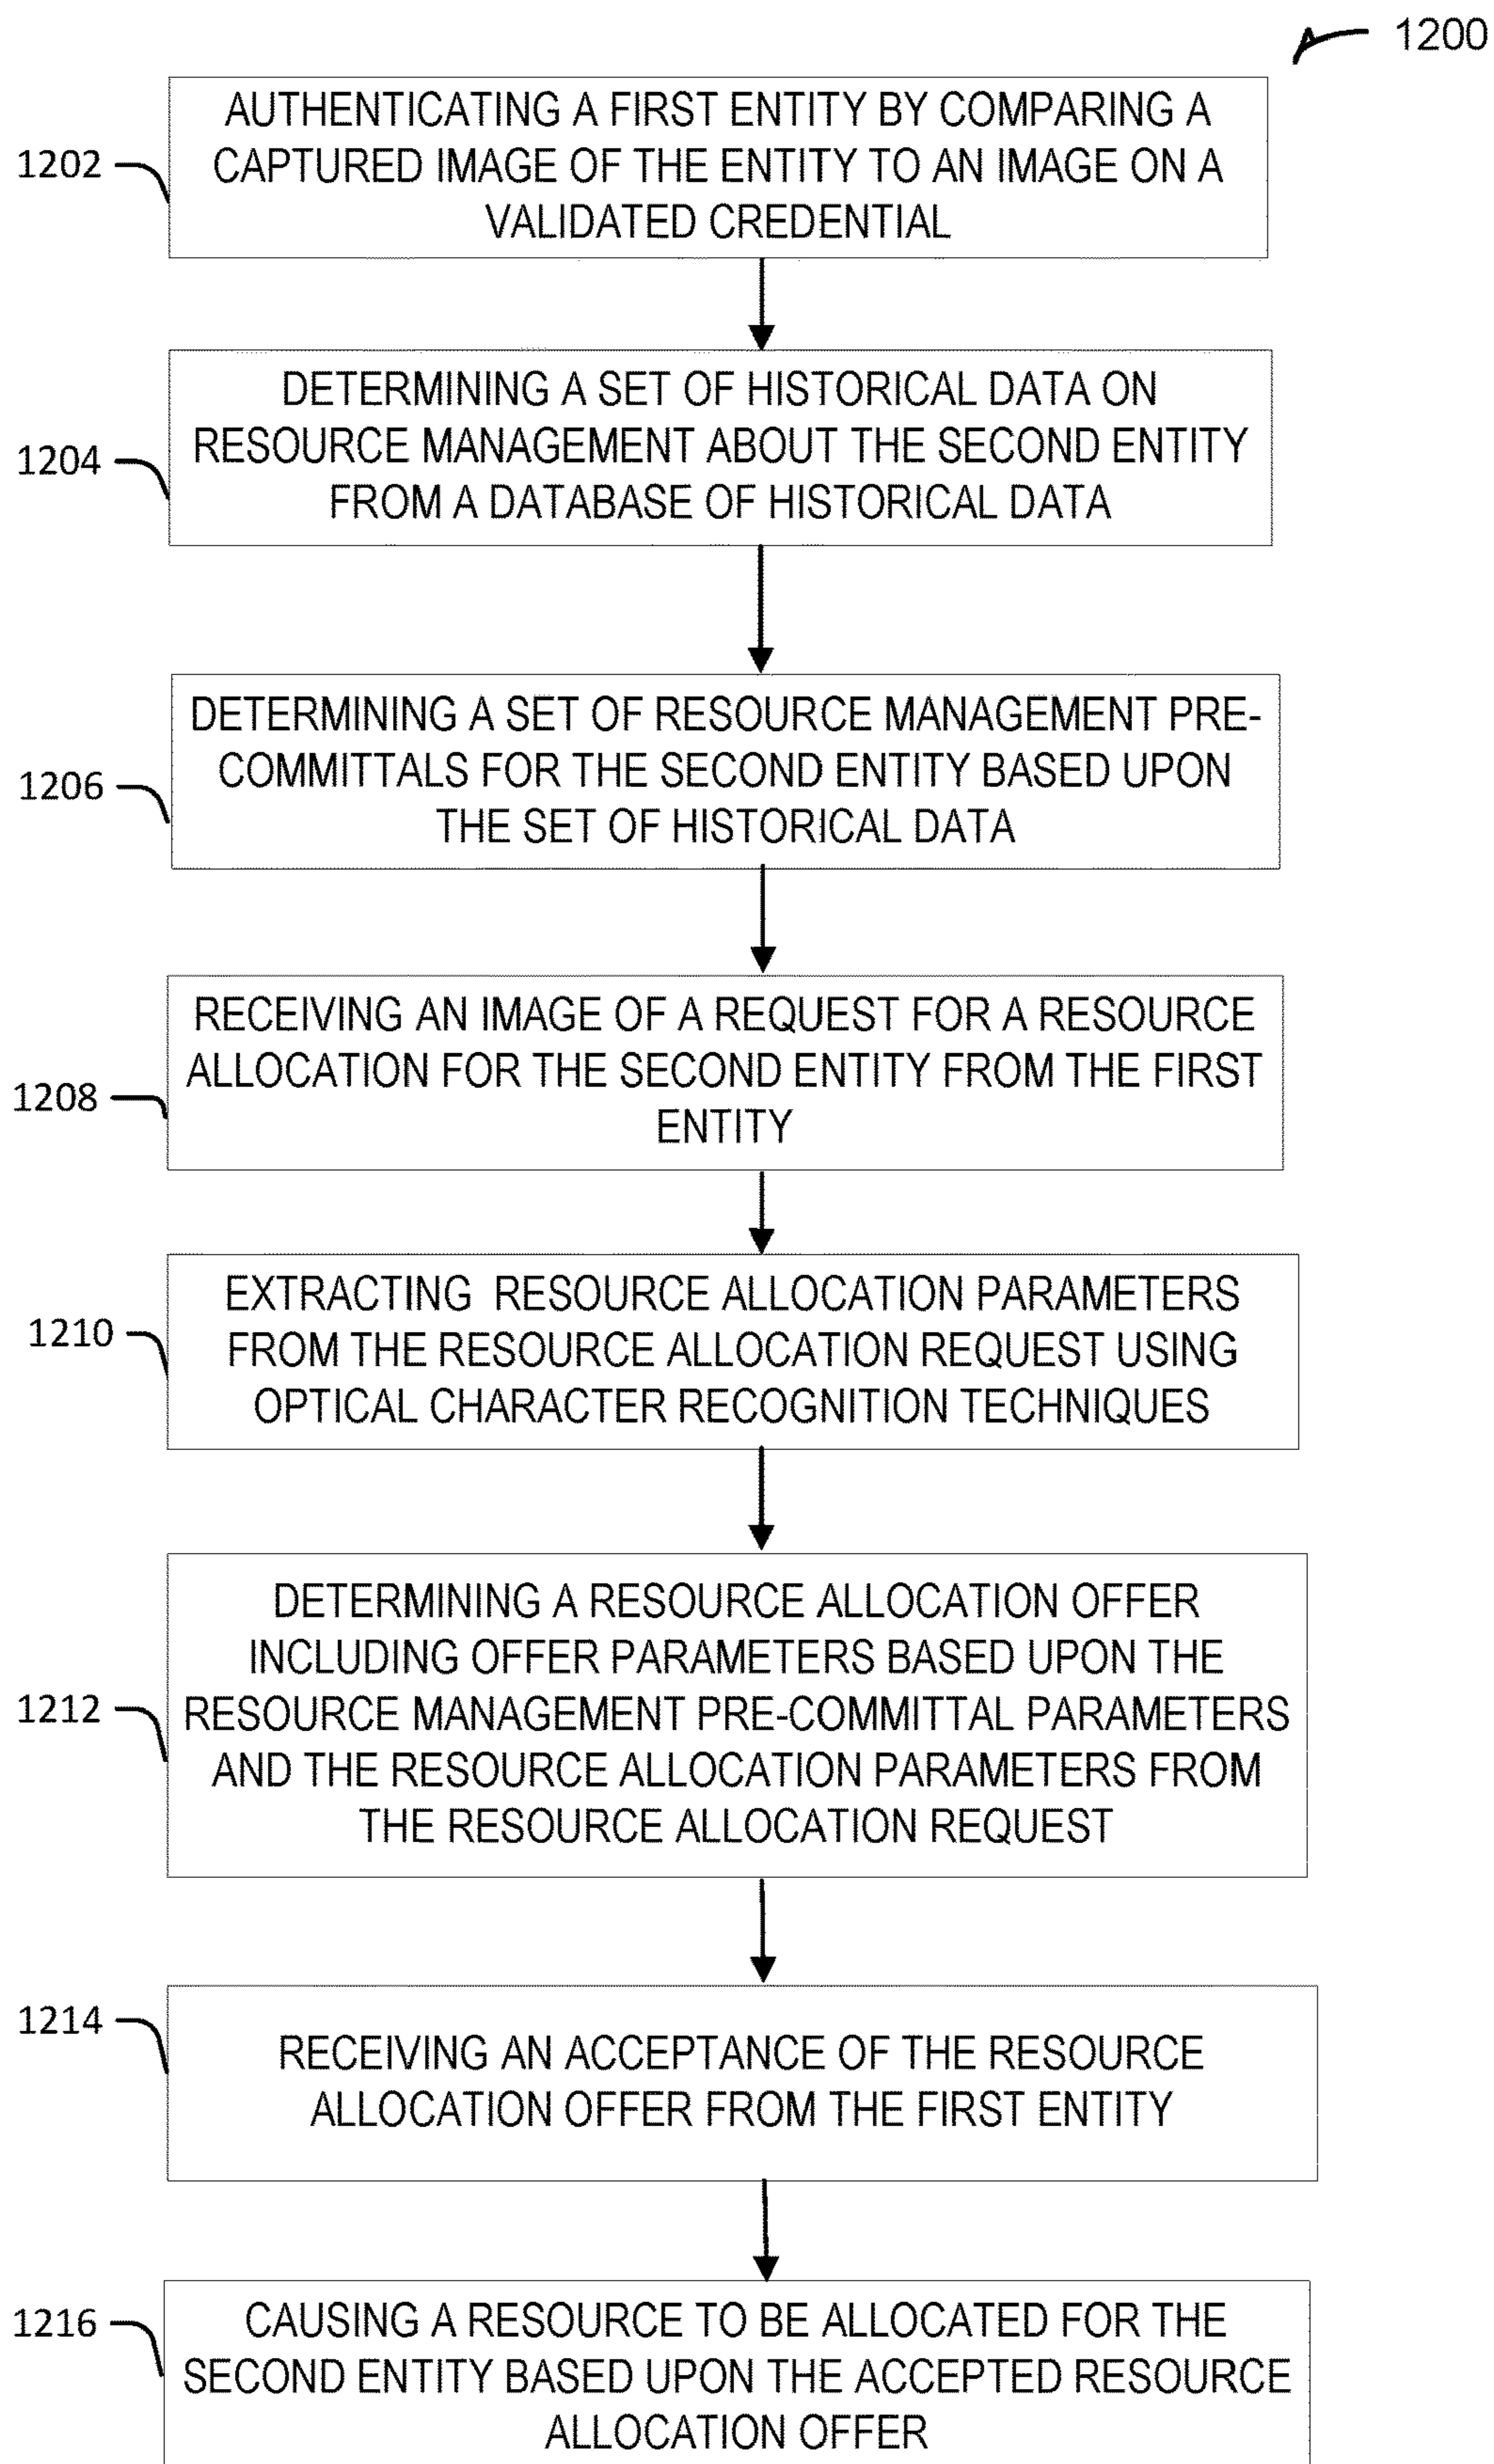 1200
AUTHENTICATING A FIRST ENTITY BY COMPARING A
CAPTURED IMAGE OF THE ENTITY TO AN IMAGE ON A
VALIDATED CREDENTIAL
1202
DETERMINING A SET OF HISTORICAL DATA ON
RESOURCE MANAGEMENT ABOUT THE SECOND ENTITY
FROM A DATABASE OF HISTORICAL DATA
1204
DETERMINING A SET OF RESOURCE MANAGEMENT PRE-
COMMITTALS FOR THE SECOND ENTITY BASED UPON
THE SET OF HISTORICAL DATA
1206
RECEIVING AN IMAGE OF A REQUEST FOR A RESOURCE
ALLOCATION FOR THE SECOND ENTITY FROM THE FIRST
ENTITY
1208
EXTRACTING RESOURCE ALLOCATION PARAMETERS
FROM THE RESOURCE ALLOCATION REQUEST USING
OPTICAL CHARACTER RECOGNITION TECHNIQUES
1210
DETERMINING A RESOURCE ALLOCATION OFFER
INCLUDING OFFER PARAMETERS BASED UPON THE
RESOURCE MANAGEMENT PRE-COMMITTAL PARAMETERS
AND THE RESOURCE ALLOCATION PARAMETERS FROM
THE RESOURCE ALLOCATION REQUEST
1212
RECEIVING AN ACCEPTANCE OF THE RESOURCE
ALLOCATION OFFER FROM THE FIRST ENTITY
1214
CAUSING A RESOURCE TO BE ALLOCATED FOR THE
SECOND ENTITY BASED UPON THE ACCEPTED RESOURCE
ALLOCATION OFFER
1216